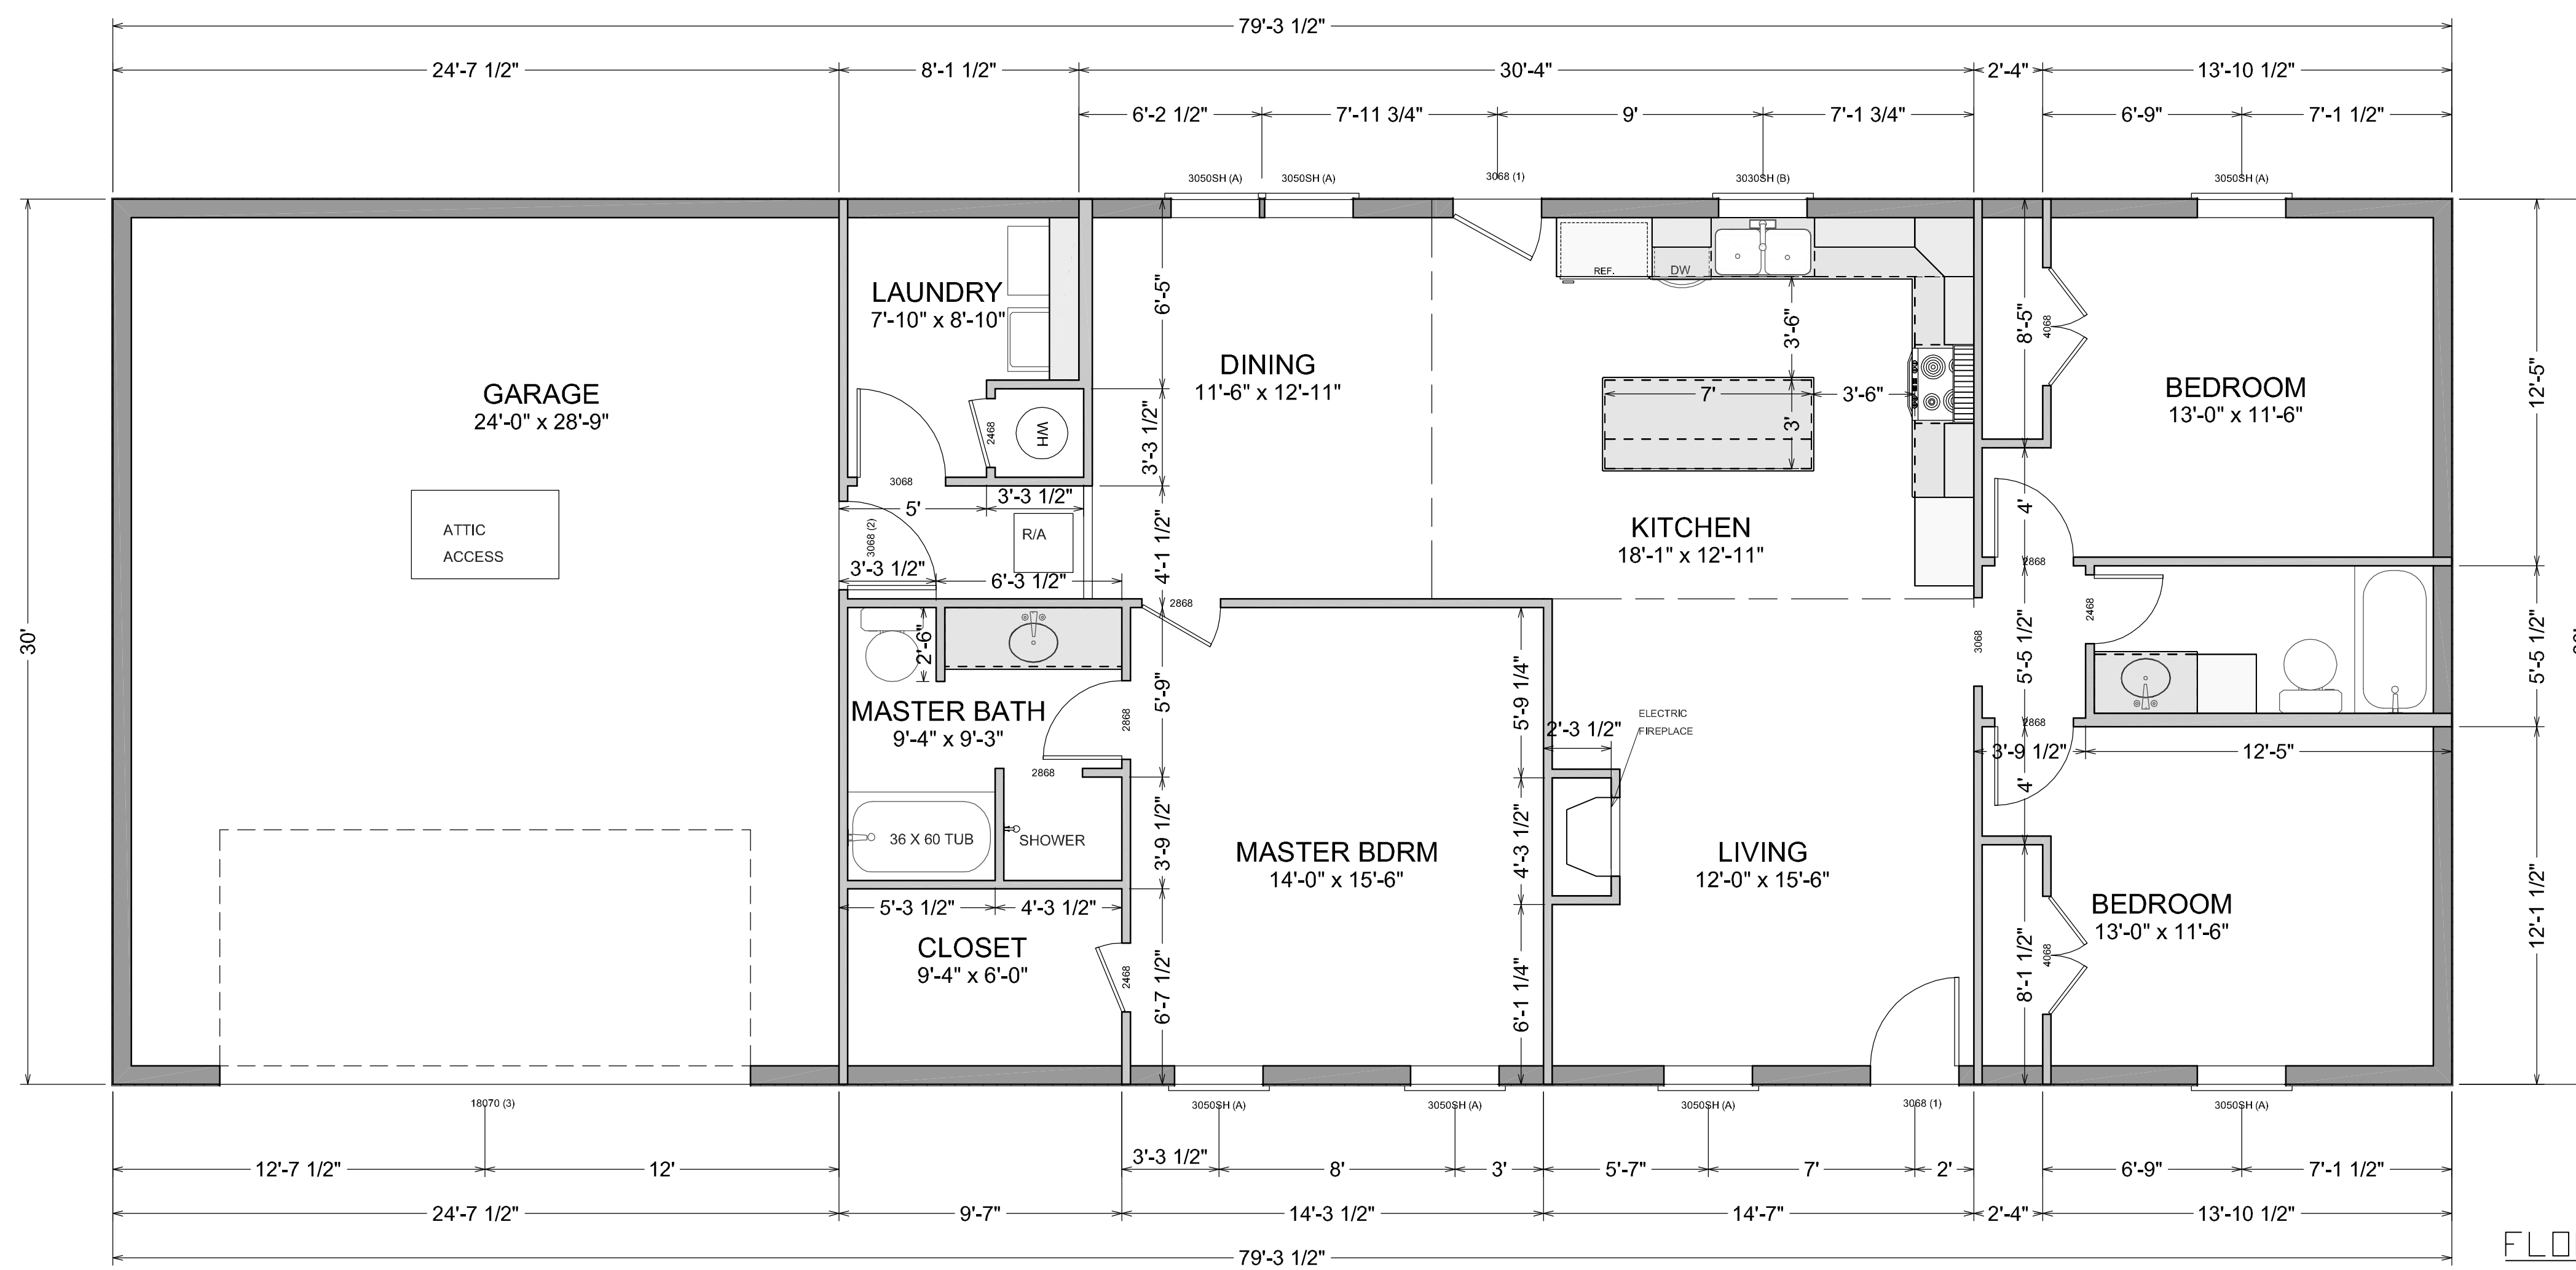 79'-3 1/2"
24'-7 1/2" 8'-1 1/2" 30'-4" 2'-4" 13'-10 1/2"
6'-2 1/2" 7'-11 3/4" 9' 7'-1 3/4" 6'-9" 7'-1 1/2"
3050SH (A) 3050SH (A) 3068 (1) 3030SH (B) 3050SH (A)
30'
GARAGE
24'-0" x 28'-9"
ATTIC
ACCESS
LAUNDRY
7'-10" x 8'-10"
WH
2468
3068
5'
3'-3 1/2"
3068 (2)
R/A
3'-3 1/2"
6'-3 1/2"
6'-5"
3'-3 1/2"
4'-1 1/2"
DINING
11'-6" x 12'-11"
REF.
DW
3'-6"
7'
3'
3'-6"
KITCHEN
18'-1" x 12'-11"
8'-5"
4068
BEDROOM
13'-0" x 11'-6"
12'-5"
4'
2868
2868
2'-6"
MASTER BATH
9'-4" x 9'-3"
2868
2868
36 X 60 TUB
SHOWER
5'-9"
3'-9 1/2"
5'-3 1/2"
4'-3 1/2"
CLOSET
9'-4" x 6'-0"
2468
6'-7 1/2"
MASTER BDRM
14'-0" x 15'-6"
5'-9 1/4"
4'-3 1/2"
6'-1 1/4"
2'-3 1/2"
ELECTRIC
FIREPLACE
LIVING
12'-0" x 15'-6"
3068
5'-5 1/2"
2468
5'-5 1/2"
2868
3'-9 1/2"
12'-5"
4'
BEDROOM
13'-0" x 11'-6"
8'-1 1/2"
4068
12'-1 1/2"
18070 (3) 3050SH (A) 3050SH (A) 3050SH (A) 3068 (1) 3050SH (A)
12'-7 1/2" 12' 3'-3 1/2" 8' 3' 5'-7" 7' 2' 6'-9" 7'-1 1/2"
24'-7 1/2" 9'-7" 14'-3 1/2" 14'-7" 2'-4" 13'-10 1/2"
79'-3 1/2"
FLO